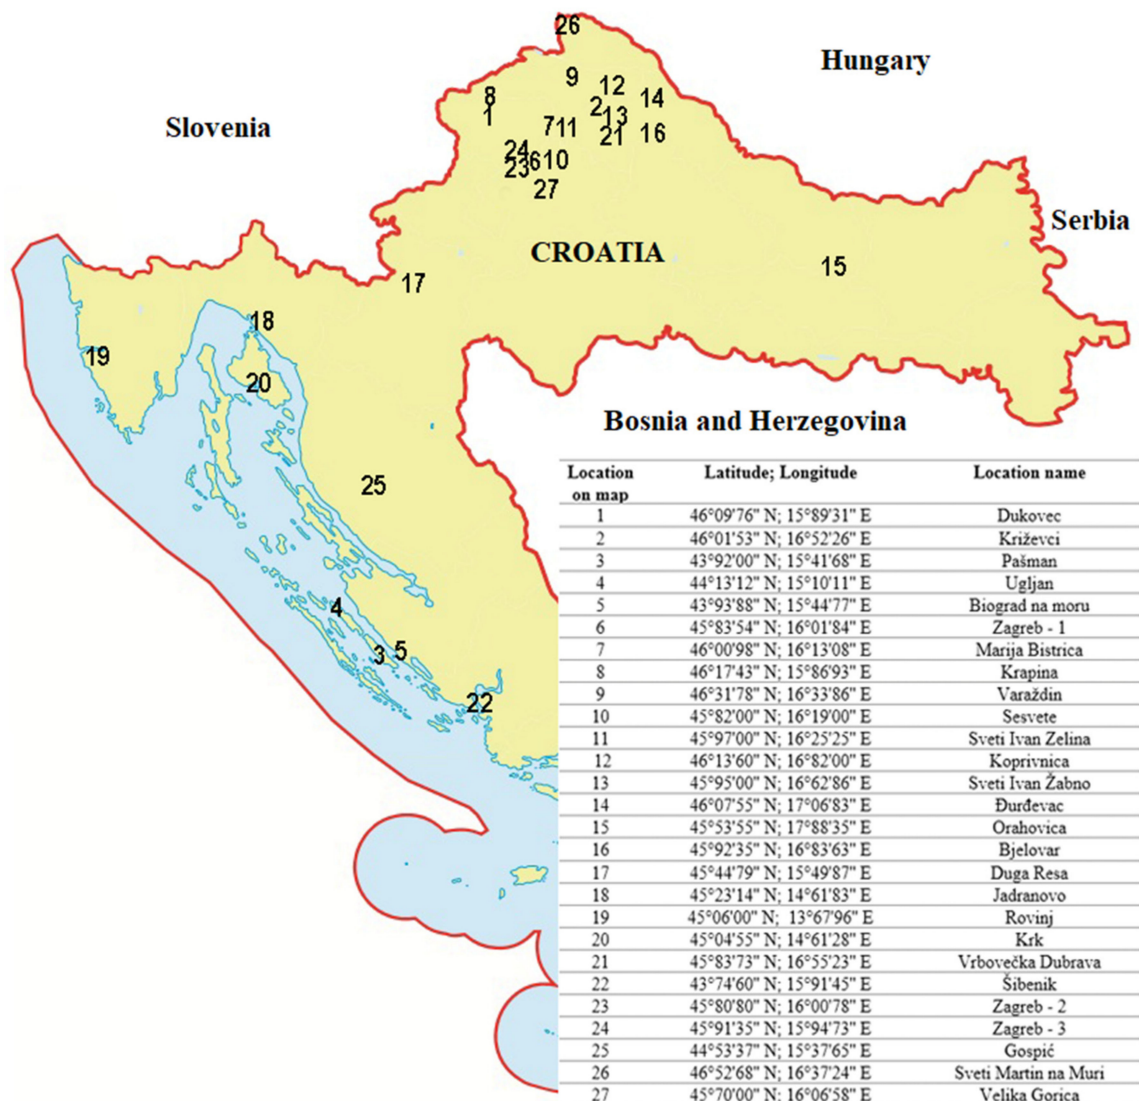 26
Hungary
9
12
8
14
2
1
13
Slovenia
7
11
16
21
24
6
10
23
27
Serbia
CROATIA
15
17
18
19
20
Bosnia and Herzegovina
25
4
3
5
22
Location on map Latitude; Longitude Location name
1 46°09'76" N; 15°89'31" E Dukovec
2 46°01'53" N; 16°52'26" E Križevci
3 43°92'00" N; 15°41'68" E Pašman
4 44°13'12" N; 15°10'11" E Ugljan
5 43°93'88" N; 15°44'77" E Biograd na moru
6 45°83'54" N; 16°01'84" E Zagreb - 1
7 46°00'98" N; 16°13'08" E Marija Bistrica
8 46°17'43" N; 15°86'93" E Krapina
9 46°31'78" N; 16°33'86" E Varaždin
10 45°82'00" N; 16°19'00" E Sesvete
11 45°97'00" N; 16°25'25" E Sveti Ivan Zelina
12 46°13'60" N; 16°82'00" E Koprivnica
13 45°95'00" N; 16°62'86" E Sveti Ivan Žabno
14 46°07'55" N; 17°06'83" E Đurđevac
15 45°53'55" N; 17°88'35" E Orahovica
16 45°92'35" N; 16°83'63" E Bjelovar
17 45°44'79" N; 15°49'87" E Duga Resa
18 45°23'14" N; 14°61'83" E Jadranovo
19 45°06'00" N; 13°67'96" E Rovinj
20 45°04'55" N; 14°61'28" E Krk
21 45°83'73" N; 16°55'23" E Vrbovečka Dubrava
22 43°74'60" N; 15°91'45" E Šibenik
23 45°80'80" N; 16°00'78" E Zagreb - 2
24 45°91'35" N; 15°94'73" E Zagreb - 3
25 44°53'37" N; 15°37'65" E Gospić
26 46°52'68" N; 16°37'24" E Sveti Martin na Muri
27 45°70'00" N; 16°06'58" E Velika Gorica